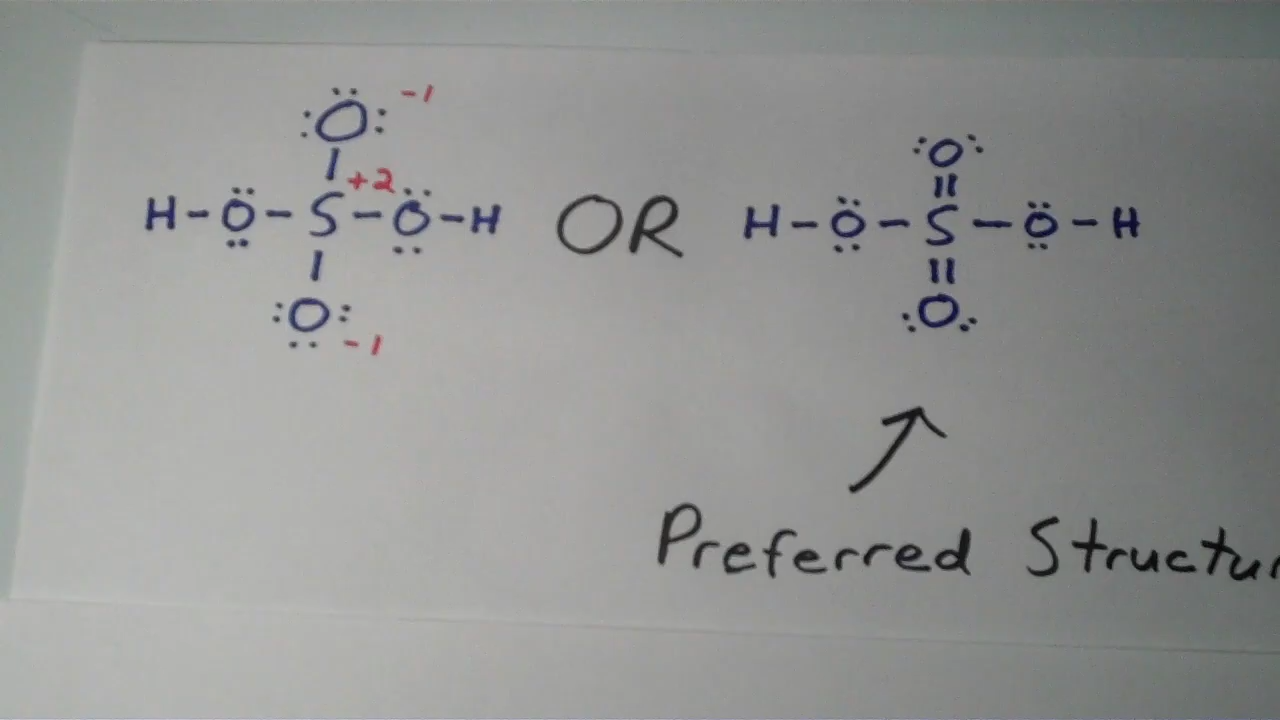 :Ö: -1
+2
H-Ö-S-Ö-H OR H-Ö-S-Ö-H
:O: -1
:O:
:O:
Preferred Structur